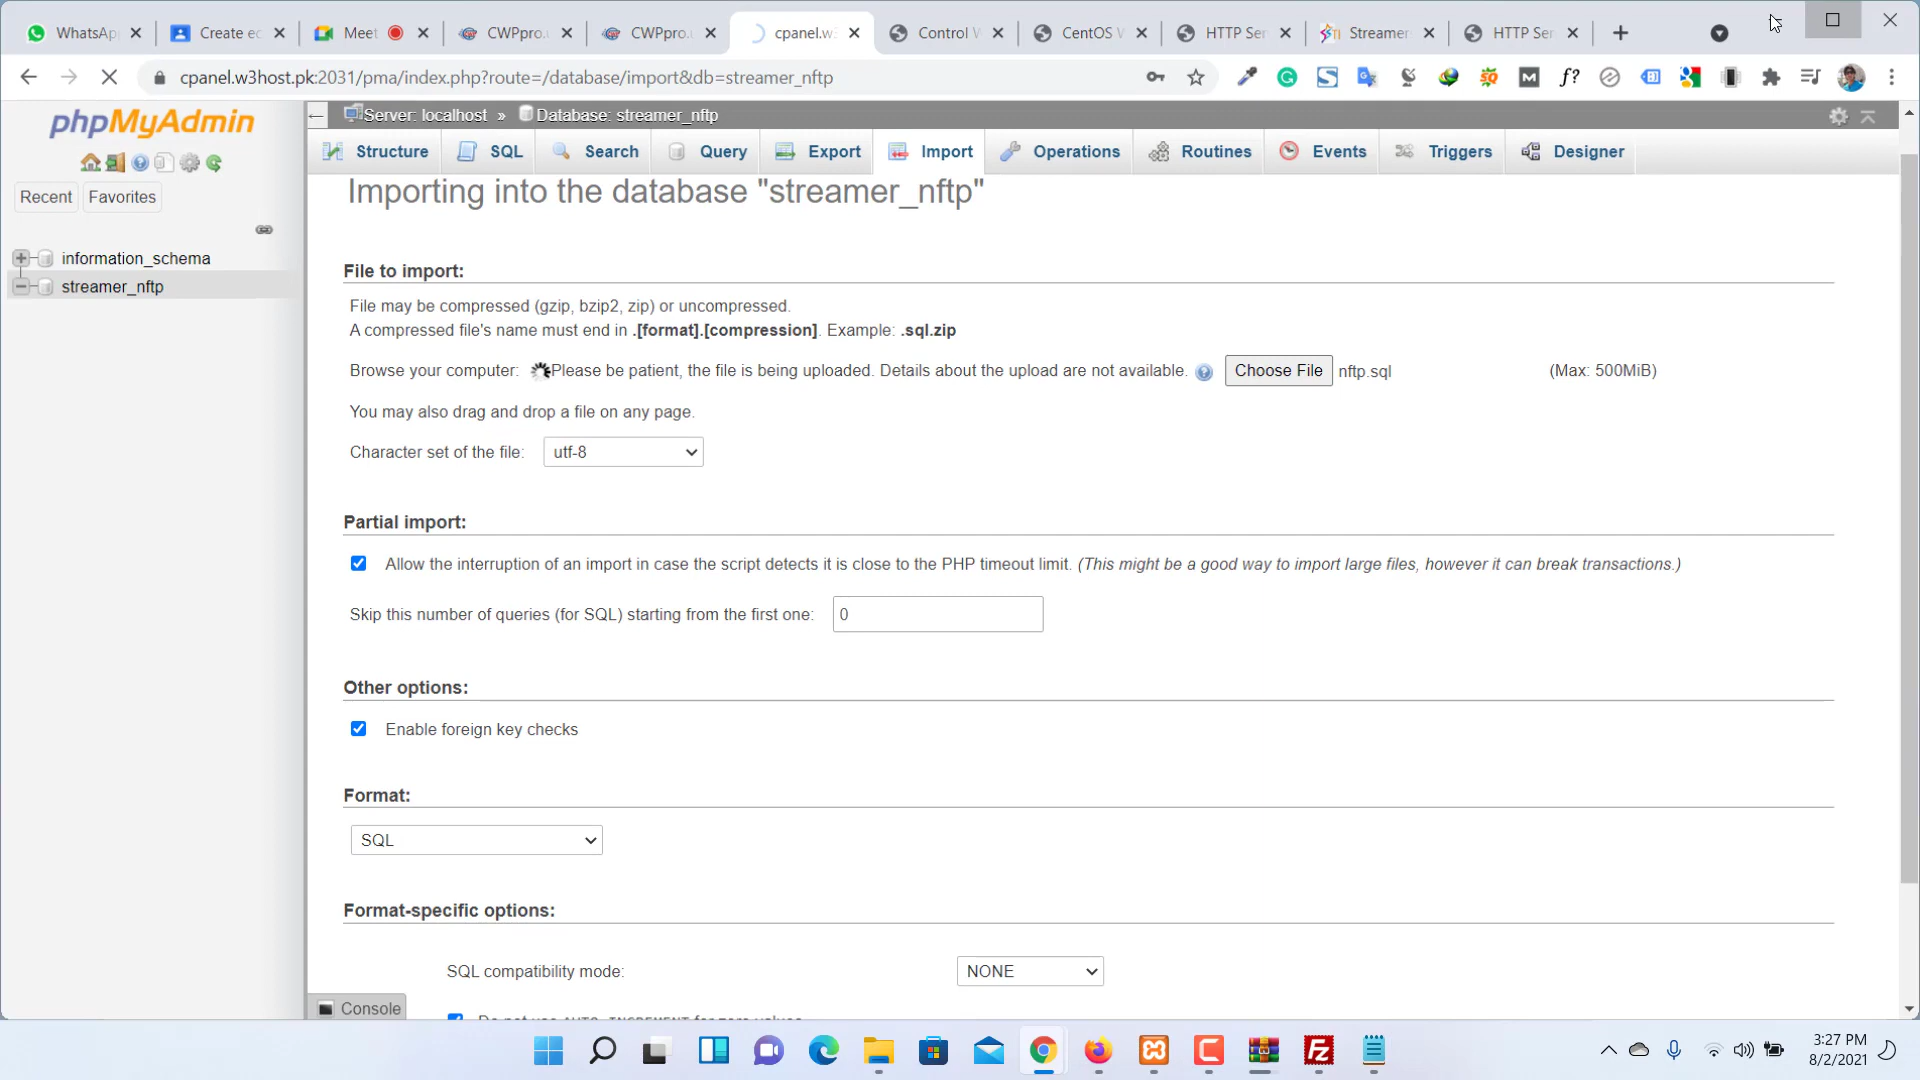 WhatsAp
Create ec
Meet
CWPpro.
CWPpro.
cpanel.w3
Control W
CentOS W
HTTP Ser
Streamer
HTTP Ser
cpanel.w3host.pk:2031/pma/index.php?route=/database/import&db=streamer_nftp
phpMyAdmin
Recent
Favorites
information_schema
streamer_nftp
Server: localhost » Database: streamer_nftp
Structure SQL Search Query Export Import Operations Routines Events Triggers Designer
Importing into the database "streamer_nftp"
File to import:
File may be compressed (gzip, bzip2, zip) or uncompressed.
A compressed file's name must end in .[format].[compression]. Example: .sql.zip
Browse your computer: Please be patient, the file is being uploaded. Details about the upload are not available. Choose File nftp.sql (Max: 500MiB)
You may also drag and drop a file on any page.
Character set of the file: utf-8
Partial import:
Allow the interruption of an import in case the script detects it is close to the PHP timeout limit. (This might be a good way to import large files, however it can break transactions.)
Skip this number of queries (for SQL) starting from the first one: 0
Other options:
Enable foreign key checks
Format:
SQL
Format-specific options:
SQL compatibility mode: NONE
Console
Do not use AUTO_INCREMENT for zero values
3:27 PM
8/2/2021